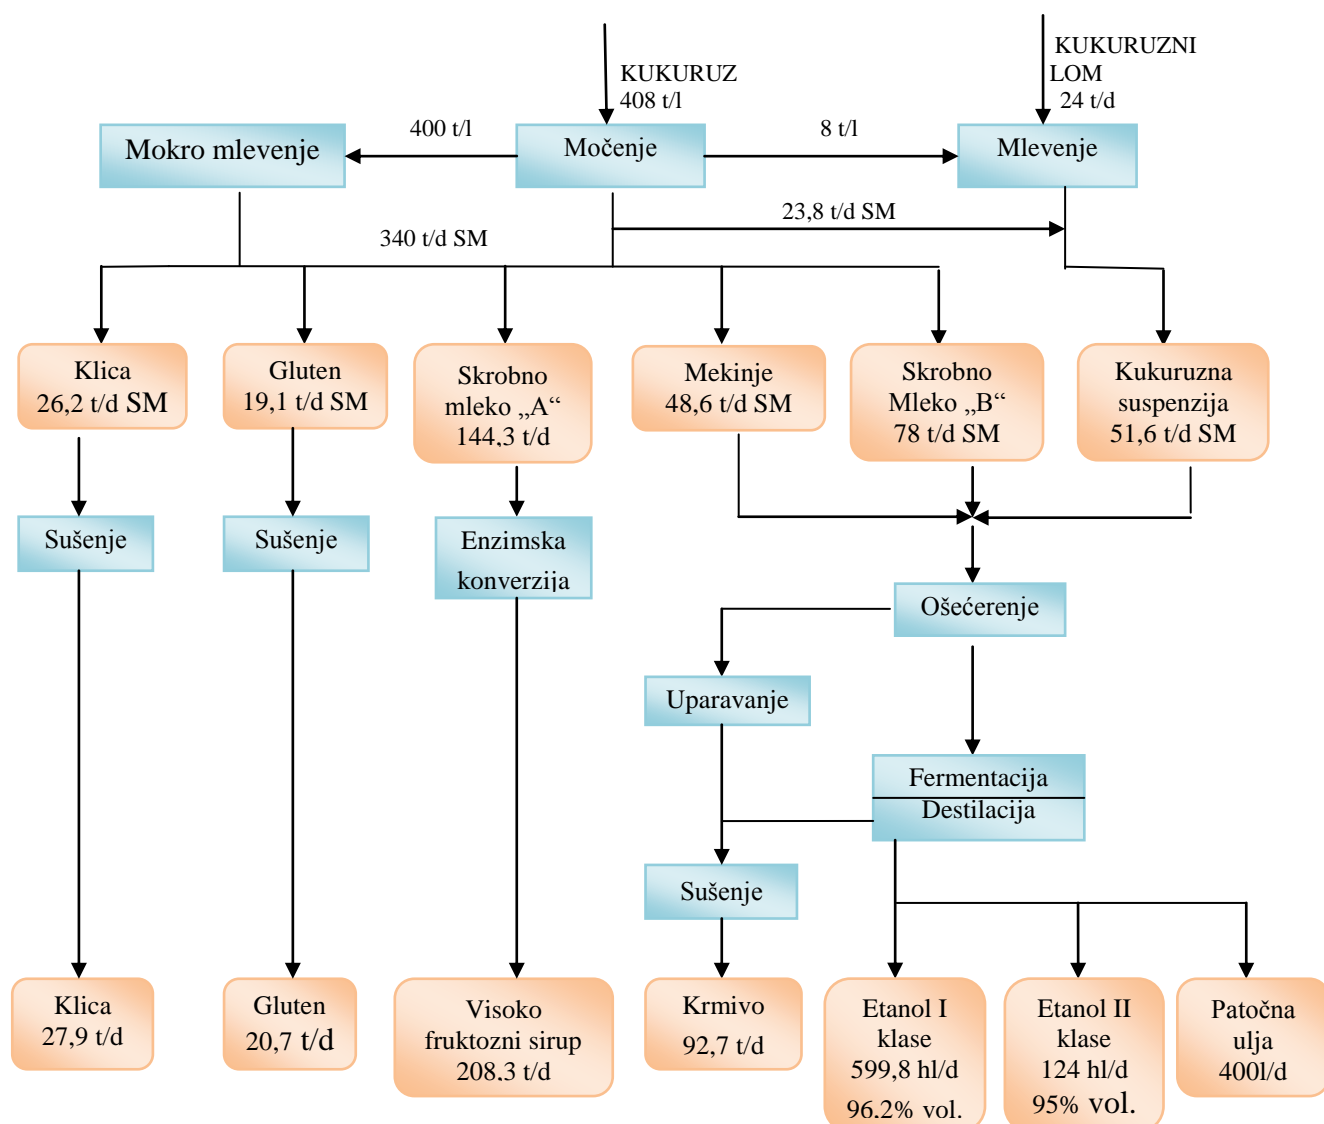 KUKURUZ
408 t/l
KUKURUZNI
LOM
24 t/d
400 t/l
8 t/l
Mokro mlevenje
Močenje
Mlevenje
23,8 t/d SM
340 t/d SM
Klica
26,2 t/d SM
Gluten
19,1 t/d SM
Skrobno
mleko „A“
144,3 t/d
Mekinje
48,6 t/d SM
Skrobno
Mleko „B“
78 t/d SM
Kukuruzna
suspenzija
51,6 t/d SM
Sušenje
Sušenje
Enzimska
konverzija
Ošećerenje
Uparavanje
Fermentacija
Destilacija
Sušenje
Klica
27,9 t/d
Gluten
20,7 t/d
Visoko
fruktozni sirup
208,3 t/d
Krmivo
92,7 t/d
Etanol I
klase
599,8 hl/d
96,2% vol.
Etanol II
klase
124 hl/d
95% vol.
Patočna
ulja
400l/d